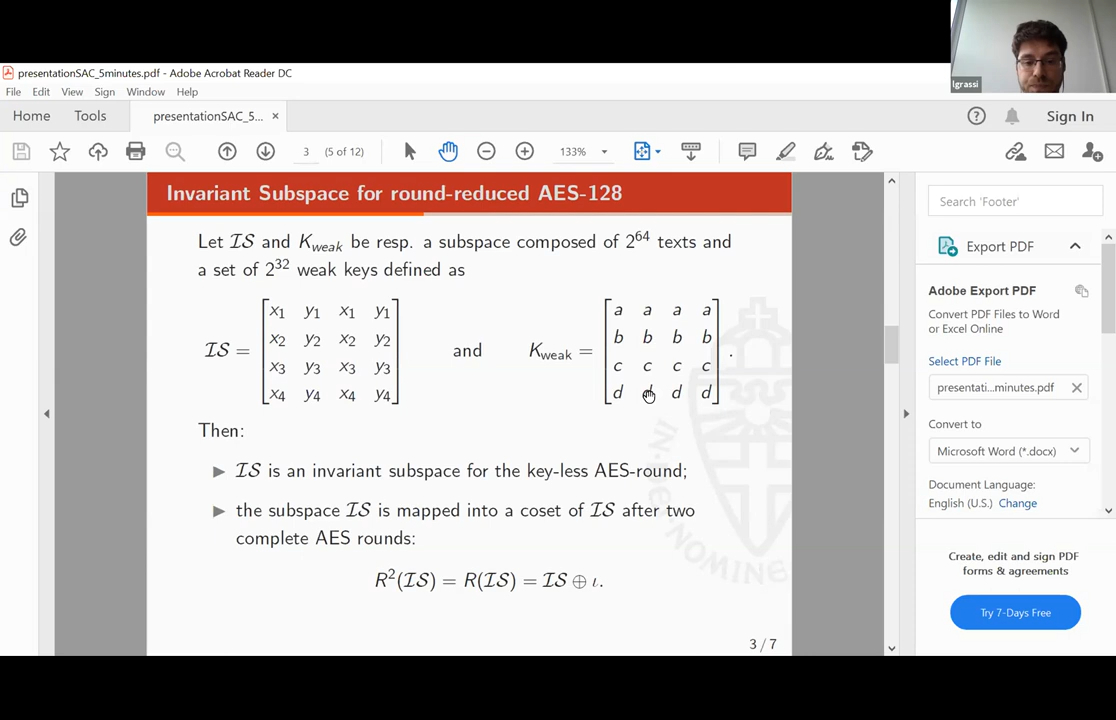 lgrassi
presentationSAC_5minutes.pdf - Adobe Acrobat Reader DC
File Edit View Sign Window Help
Home Tools presentationSAC_5... × Sign In
3 (5 of 12) 133%
Invariant Subspace for round-reduced AES-128
Let IS and K_weak be resp. a subspace composed of 2^64 texts and
a set of 2^32 weak keys defined as
x1 y1 x1 y1
x2 y2 x2 y2
IS = x3 y3 x3 y3
x4 y4 x4 y4
and
a a a a
b b b b
K_weak = c c c c .
d d d d
Then:
▶ IS is an invariant subspace for the key-less AES-round;
▶ the subspace IS is mapped into a coset of IS after two
complete AES rounds:
R^2(IS) = R(IS) = IS ⊕ ι.
3 / 7
Search 'Footer'
Export PDF
Adobe Export PDF
Convert PDF Files to Word
or Excel Online
Select PDF File
presentati...minutes.pdf ×
Convert to
Microsoft Word (*.docx)
Document Language:
English (U.S.) Change
Create, edit and sign PDF
forms & agreements
Try 7-Days Free